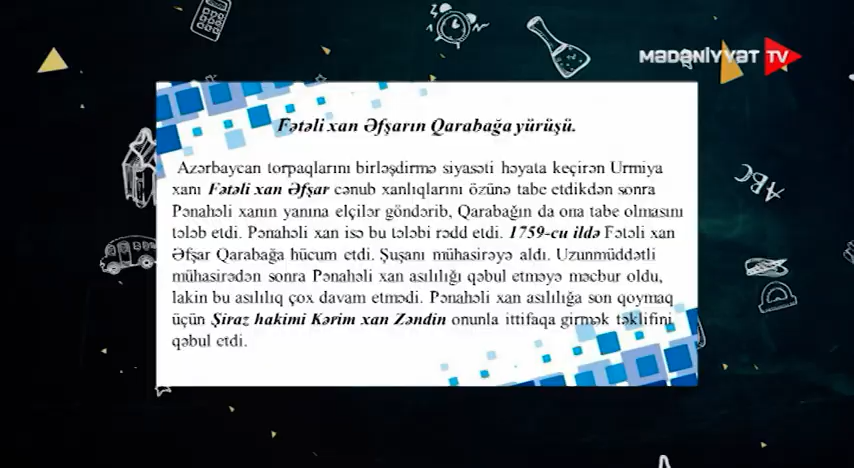 MƏDƏNİYYƏT TV
Fətəli xan Əfşarın Qarabağa yürüşü.
Azərbaycan torpaqlarını birləşdirmə siyasəti həyata keçirən Urmiya
xanı Fətəli xan Əfşar cənub xanlıqlarını özünə tabe etdikdən sonra
Pənahəli xanın yanına elçilər göndərib, Qarabağın da ona tabe olmasını
tələb etdi. Pənahəli xan isə bu tələbi rədd etdi. 1759-cu ildə Fətəli xan
Əfşar Qarabağa hücum etdi. Şuşanı mühasirəyə aldı. Uzunmüddətli
mühasirədən sonra Pənahəli xan asılılığı qəbul etməyə məcbur oldu,
lakin bu asılılıq çox davam etmədi. Pənahəli xan asılılığa son qoymaq
üçün Şiraz hakimi Kərim xan Zəndin onunla ittifaqa girmək təklifini
qəbul etdi.
ABC